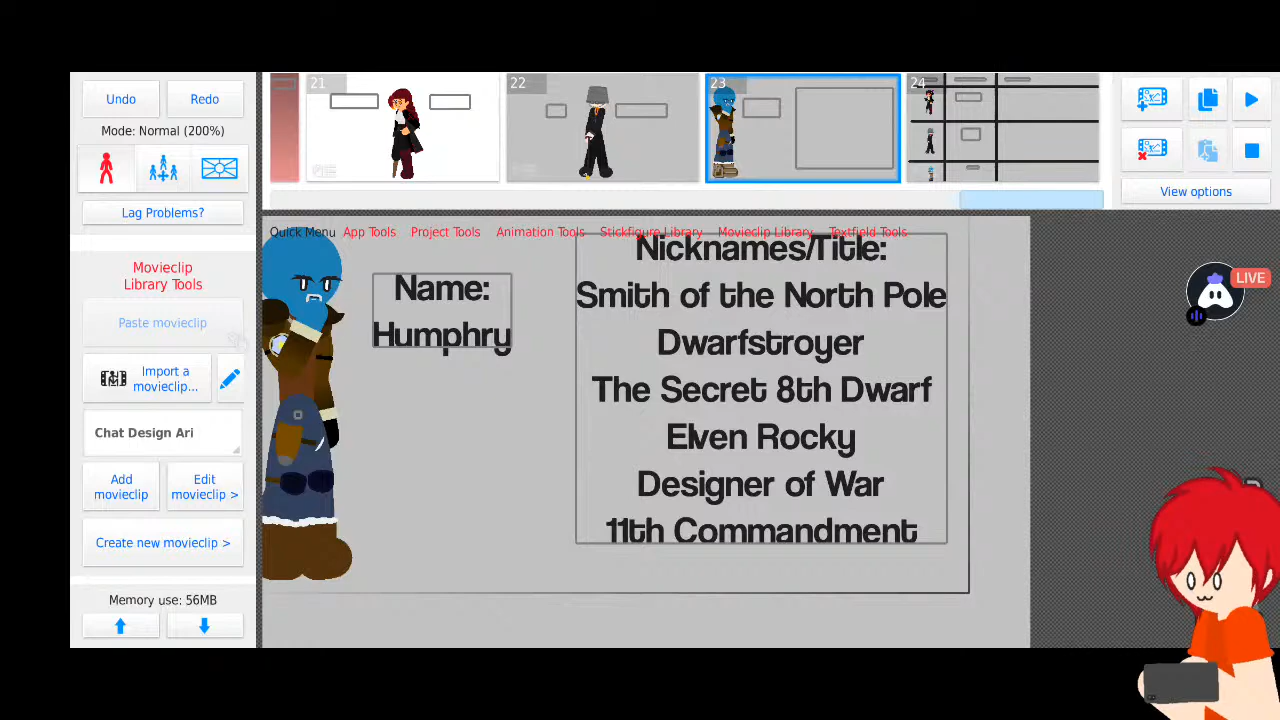 Undo
Redo
Mode: Normal (200%)
Lag Problems?
Movieclip
Library Tools
Paste movieclip
Import a
movieclip...
Chat Design Ari
Add
movieclip
Edit
movieclip >
Create new movieclip >
Memory use: 56MB
21
22
23
24
View options
Quick Menu
App Tools
Project Tools
Animation Tools
Stickfigure Library
Movieclip Library
Textfield Tools
Name:
Humphry
Nicknames/Title:
Smith of the North Pole
Dwarfstroyer
The Secret 8th Dwarf
Elven Rocky
Designer of War
11th Commandment
LIVE